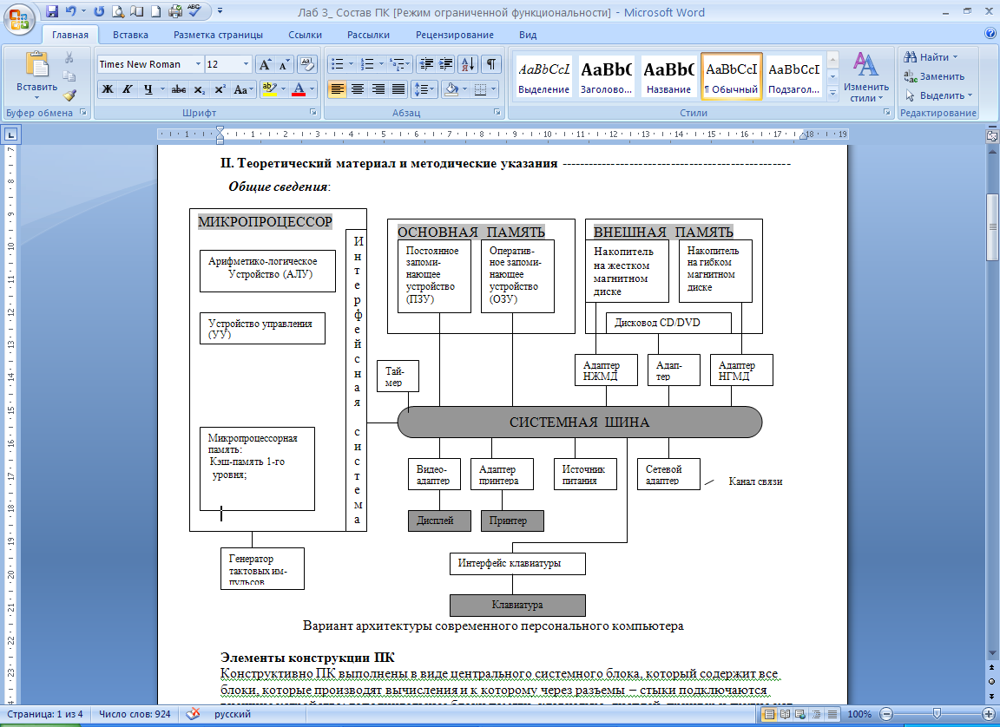 Лаб 3_ Состав ПК [Режим ограниченной функциональности] - Microsoft Word
Главная Вставка Разметка страницы Ссылки Рассылки Рецензирование Вид
Вставить
Буфер обмена
Times New Roman 12
Ж К Ч abc x₂ x² Aa
Шрифт
Абзац
AaBbCcI AaBbC AaBbC AaBbCcI AaBbCcI
Выделение Заголово... Название ¶ Обычный Подзагол...
Стили
Изменить стили
Найти
Заменить
Выделить
Редактирование
II. Теоретический материал и методические указания ----------------------------------------------------
Общие сведения:
МИКРОПРОЦЕССОР
Арифметико-логическое
Устройство (АЛУ)
Устройство управления
(УУ)
Микропроцессорная
память:
Кэш-память 1-го
уровня;
Интерфейсная система
Генератор
тактовых им-
пульсов
ОСНОВНАЯ ПАМЯТЬ
Постоянное
запоми-
нающее
устройство
(ПЗУ)
Оператив-
ное запоми-
нающее
устройство
(ОЗУ)
ВНЕШНАЯ ПАМЯТЬ
Накопитель
на жестком
магнитном
диске
Накопитель
на гибком
магнитном
диске
Дисковод CD/DVD
Тай-
мер
Адаптер
НЖМД
Адап-
тер
Адаптер
НГМД
СИСТЕМНАЯ ШИНА
Видео-
адаптер
Адаптер
принтера
Источник
питания
Сетевой
адаптер
Канал связи
Дисплей
Принтер
Интерфейс клавиатуры
Клавиатура
Вариант архитектуры современного персонального компьютера
Элементы конструкции ПК
Конструктивно ПК выполнены в виде центрального системного блока, который содержит все
блоки, которые производят вычисления и к которому через разъемы – стыки подключаются
Страница: 1 из 4 Число слов: 924 русский 100%